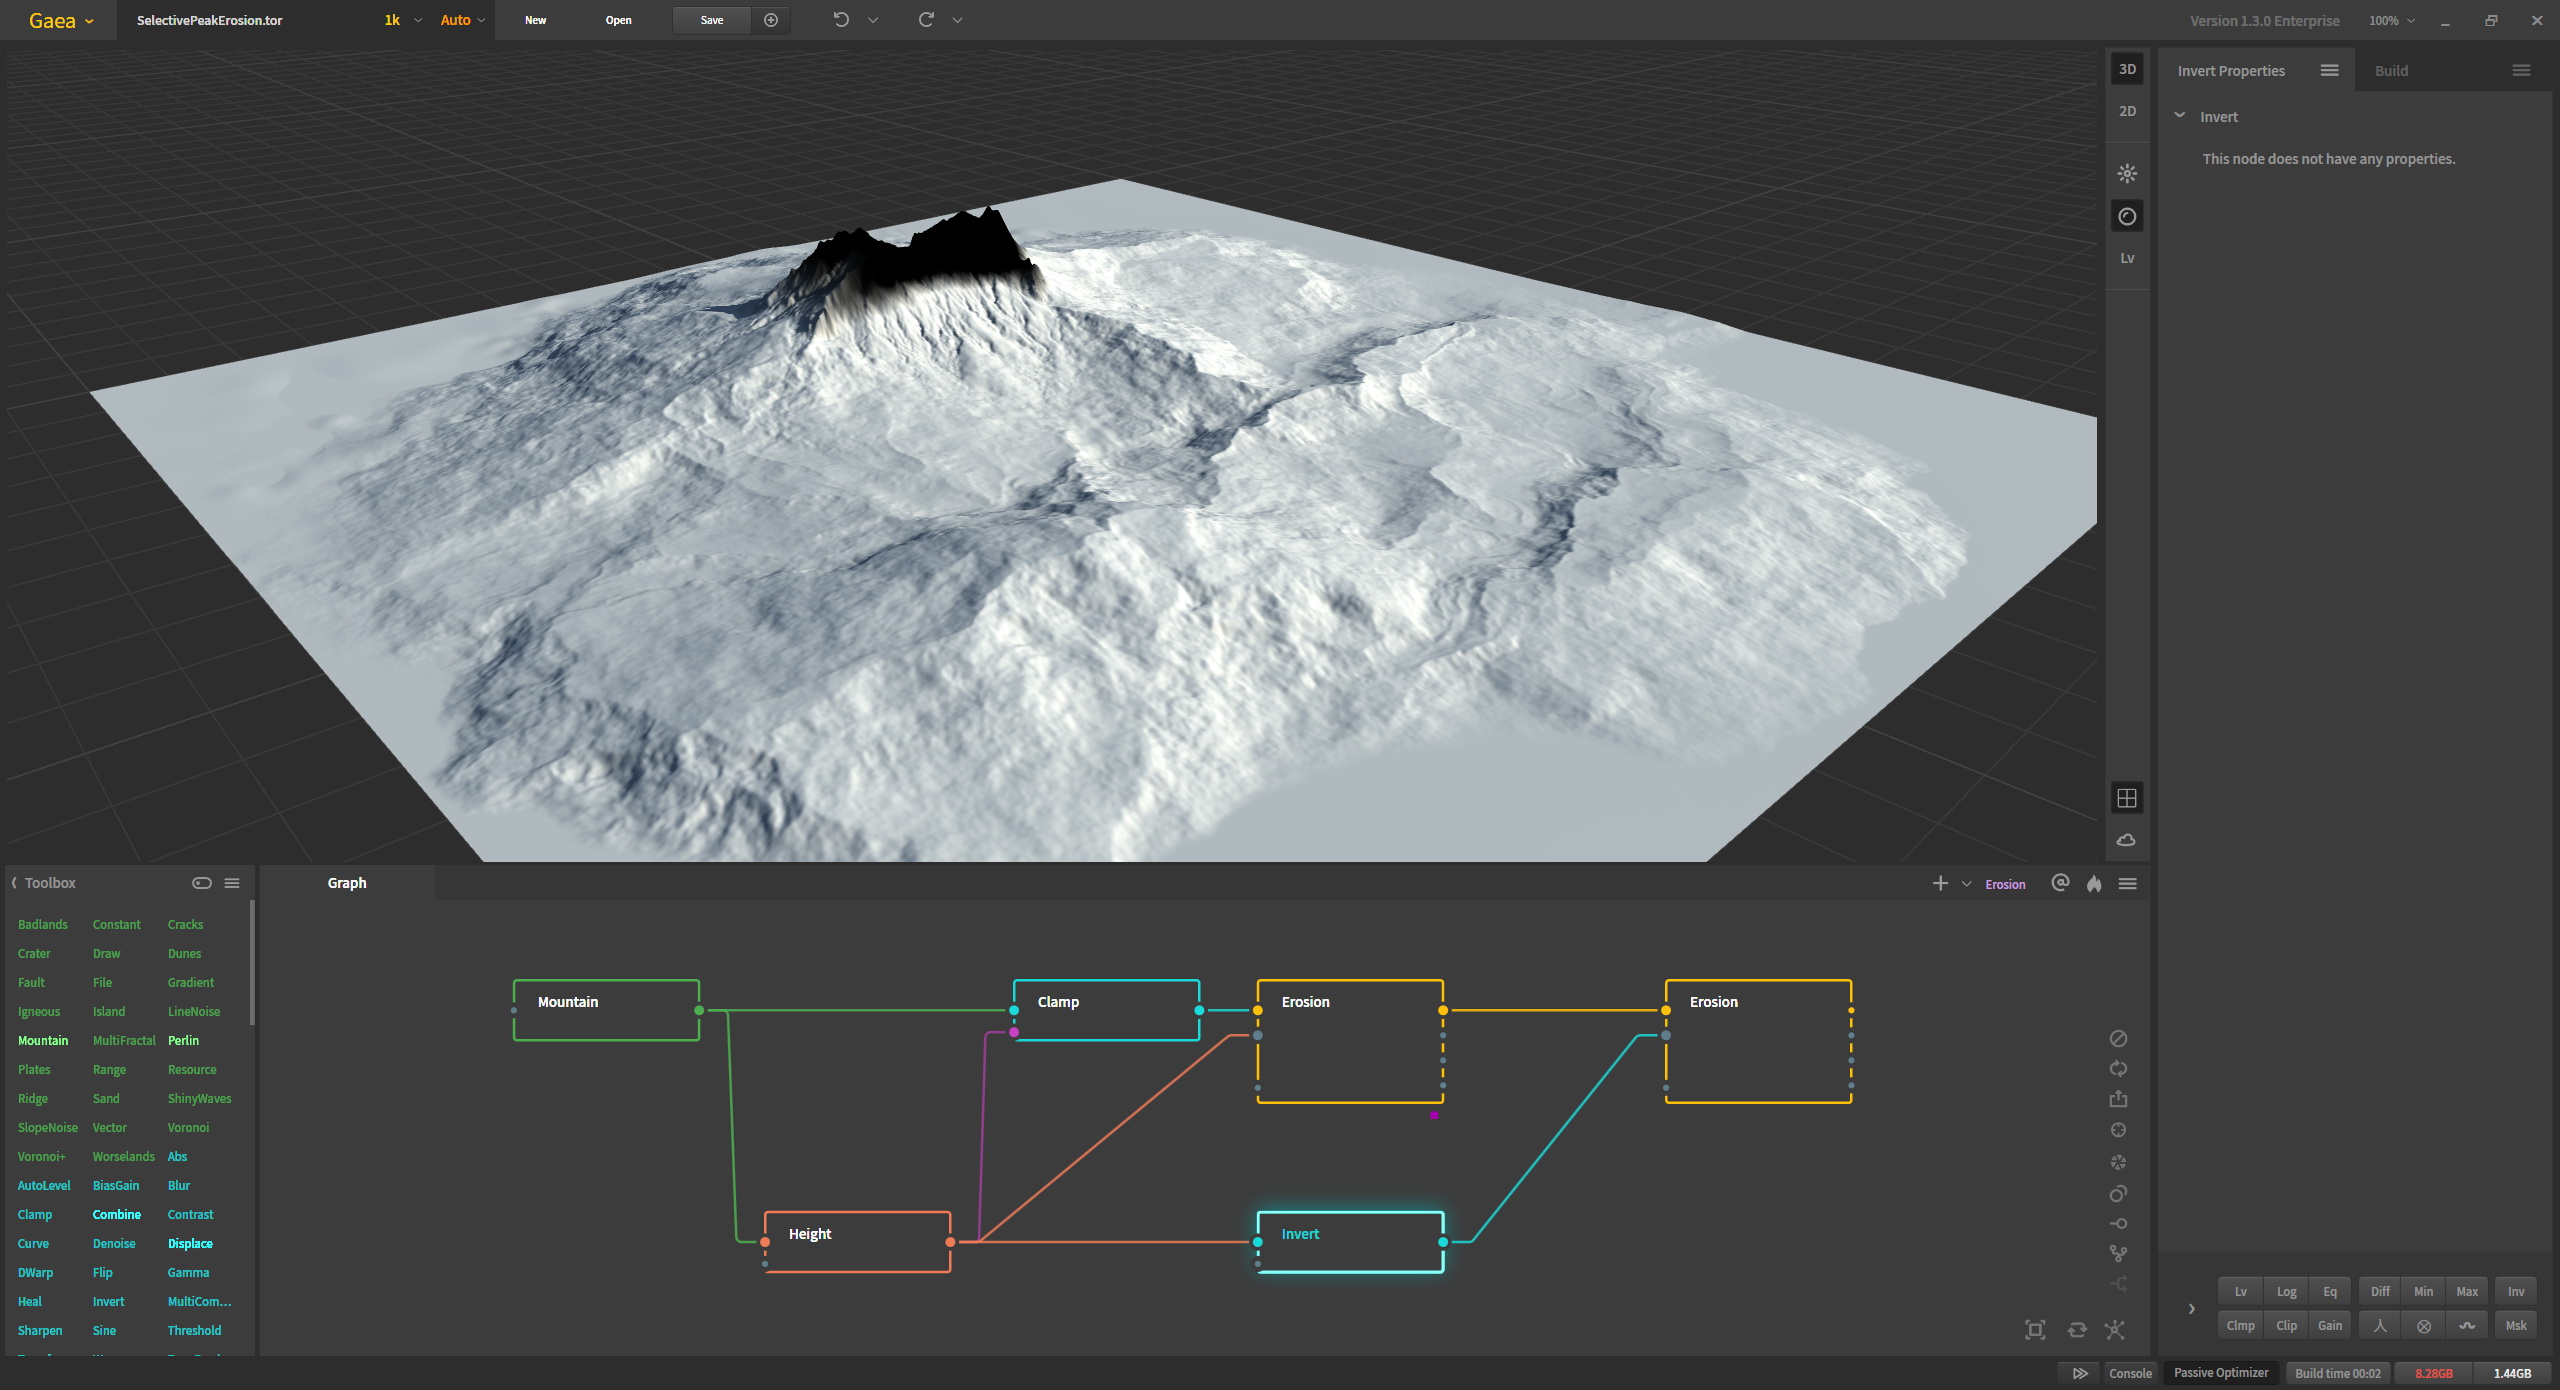 Gaea
SelectivePeakErosion.tor
1k
Auto
New
Open
Save
Version 1.3.0 Enterprise
100%
3D
2D
Lv
Invert Properties
Build
Invert
This node does not have any properties.
Toolbox
Badlands Constant Cracks
Crater Draw Dunes
Fault File Gradient
Igneous Island LineNoise
Mountain MultiFractal Perlin
Plates Range Resource
Ridge Sand ShinyWaves
SlopeNoise Vector Voronoi
Voronoi+ Worselands Abs
AutoLevel BiasGain Blur
Clamp Combine Contrast
Curve Denoise Displace
DWarp Flip Gamma
Heal Invert MultiCom...
Sharpen Sine Threshold
Graph
Erosion
Mountain
Clamp
Erosion
Erosion
Height
Invert
Lv Log Eq Diff Min Max Inv
Clmp Clip Gain Msk
Console
Passive Optimizer
Build time 00:02
8.28GB
1.44GB